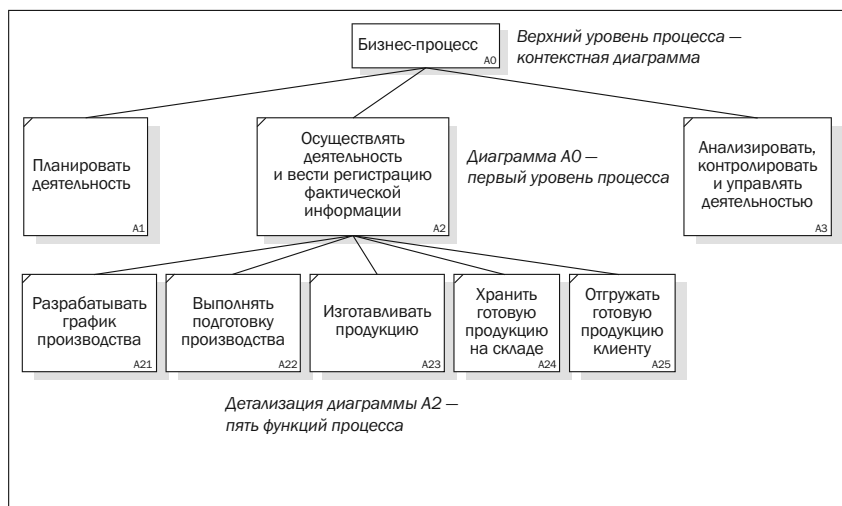 Бизнес-процесс
A0
Верхний уровень процесса —
контекстная диаграмма
Планировать
деятельность
A1
Осуществлять
деятельность
и вести регистрацию
фактической
информации
A2
Диаграмма А0 —
первый уровень процесса
Анализировать,
контролировать
и управлять
деятельностью
A3
Разрабатывать
график
производства
A21
Выполнять
подготовку
производства
A22
Изготавливать
продукцию
A23
Хранить
готовую
продукцию
на складе
A24
Отгружать
готовую
продукцию
клиенту
A25
Детализация диаграммы А2 —
пять функций процесса